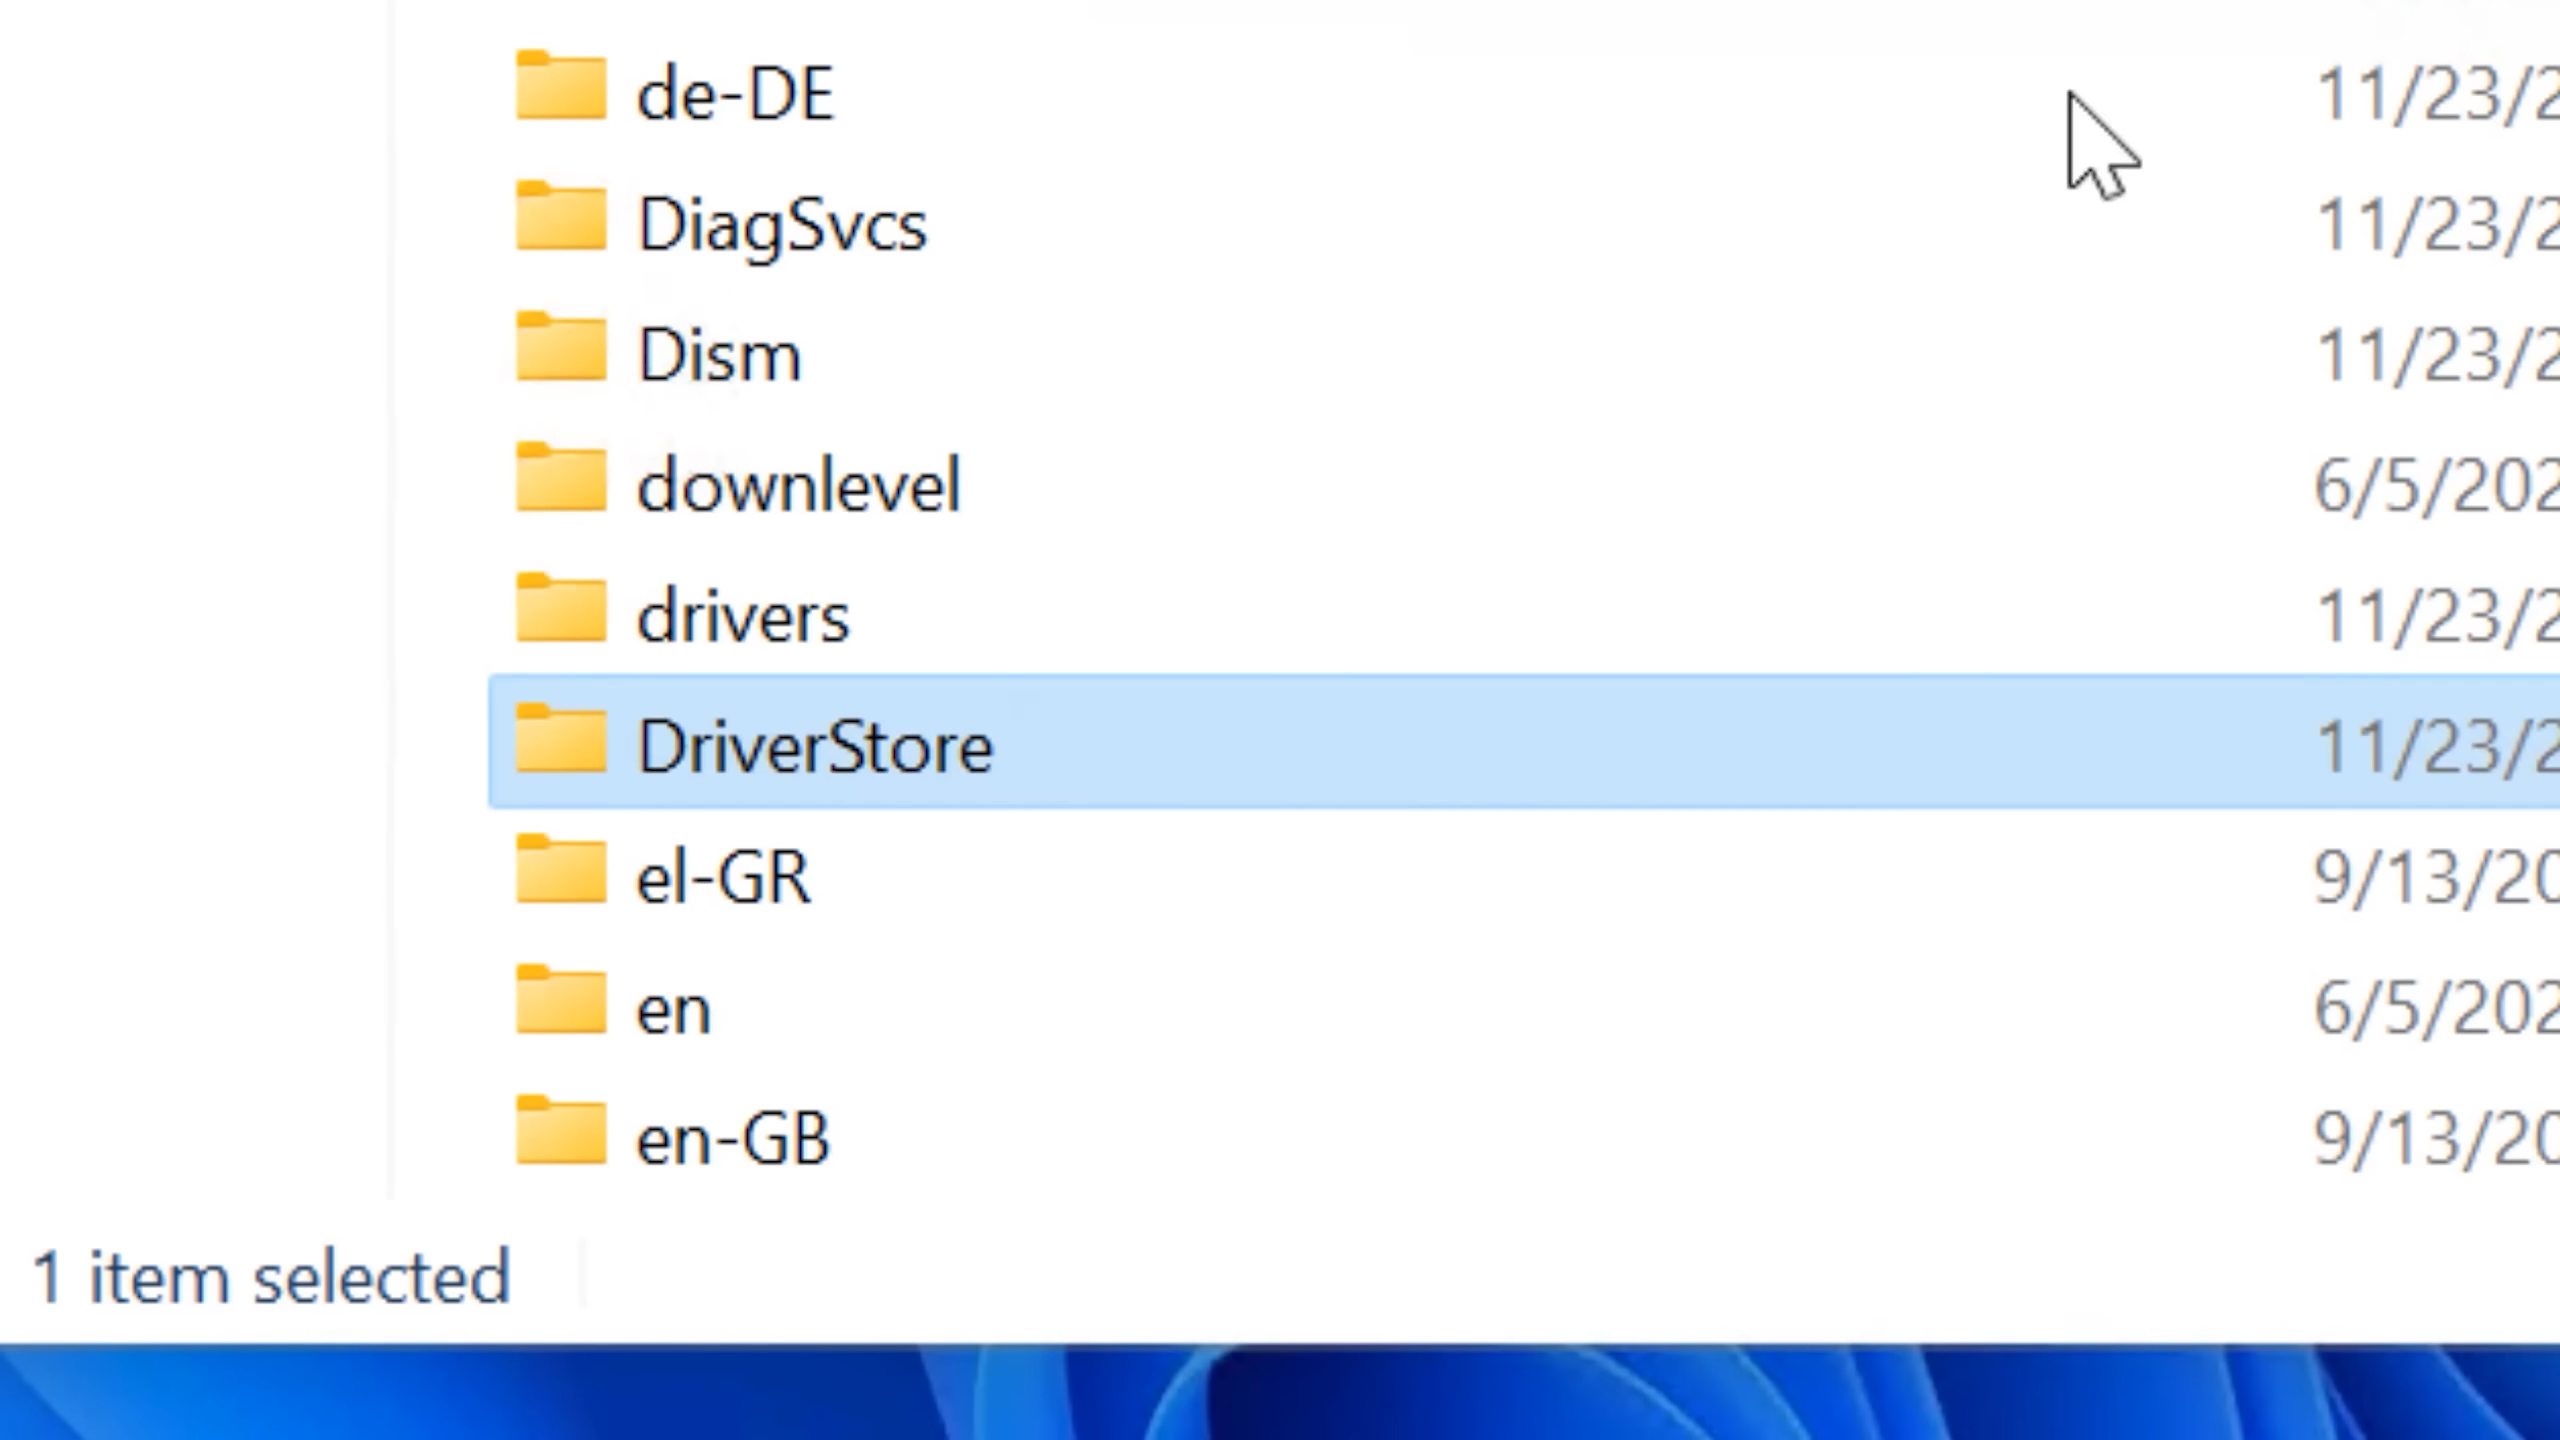 de-DE 11/23/2
DiagSvcs 11/23/2
Dism 11/23/2
downlevel 6/5/202
drivers 11/23/2
DriverStore 11/23/2
el-GR 9/13/20
en 6/5/202
en-GB 9/13/20
1 item selected